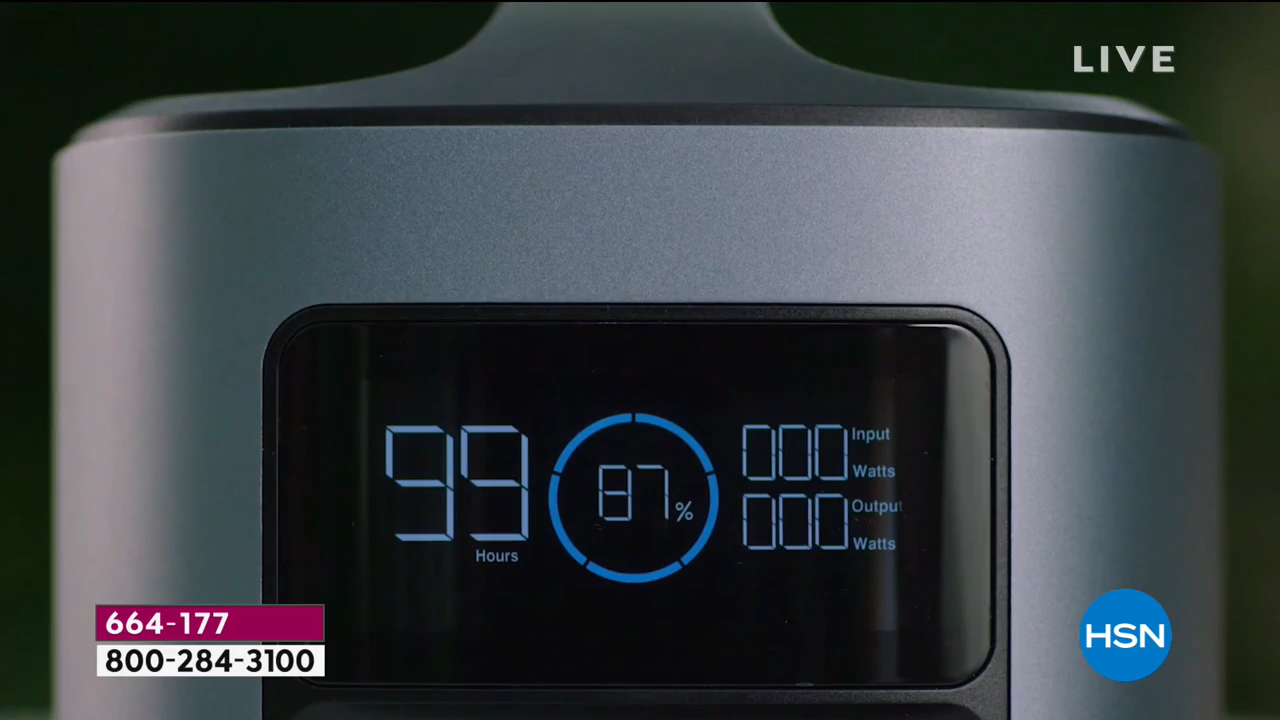 LIVE
99
Hours
87%
000 Input
Watts
000 Output
Watts
664-177
800-284-3100
HSN